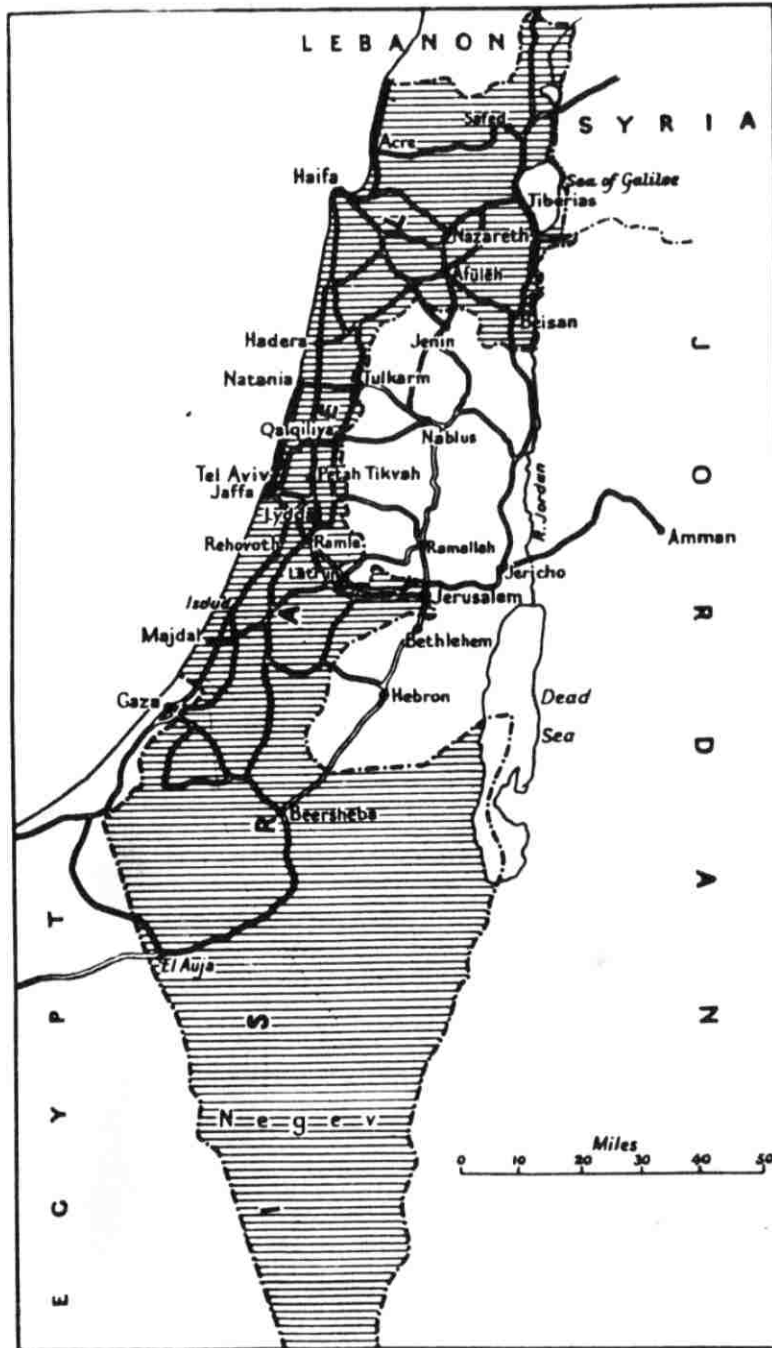 LEBANON
SYRIA
Safed
Acre
Haifa
Sea of Galilee
Tiberias
Nazareth
Afuleh
Beisan
Hadera
Jenin
Natania
Tulkarm
Qalqiliya
Nablus
Tel Aviv
Petah Tikvah
Jaffa
Lydda
R. Jordan
Amman
Rehovoth
Ramle
Ramallah
Latrun
Jericho
Jerusalem
Isdud
Majdal
Bethlehem
Gaza
Hebron
Dead
Sea
Beersheba
El Auja
Negev
ISRAEL
JORDAN
EGYPT
Miles
0 10 20 30 40 50